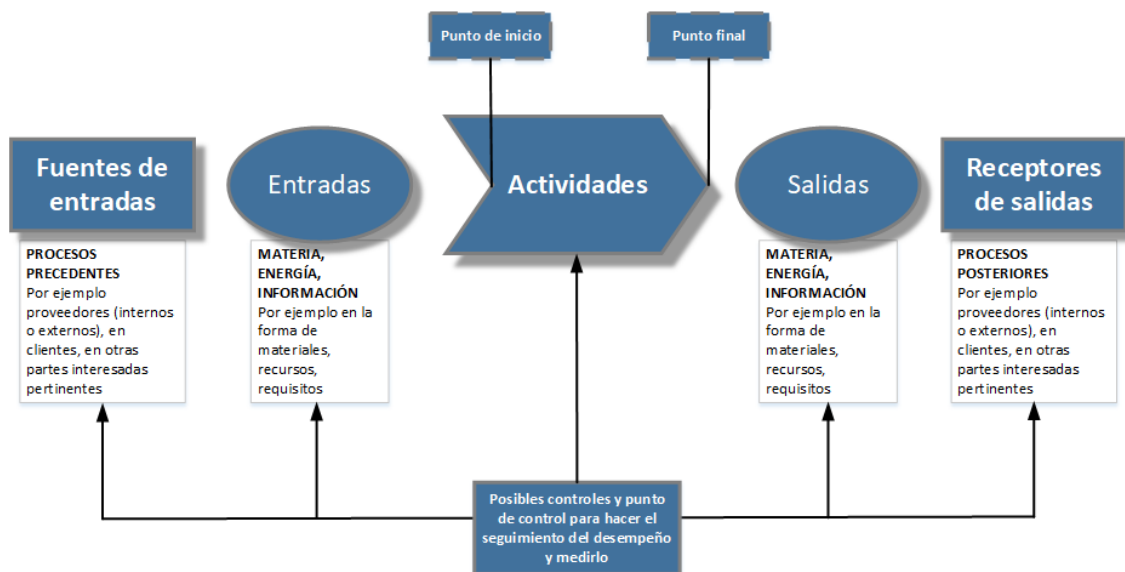 Punto de inicio
Punto final
Fuentes de
entradas
Entradas
Actividades
Salidas
Receptores
de salidas
PROCESOS
PRECEDENTES
Por ejemplo
proveedores (internos
o externos), en
clientes, en otras
partes interesadas
pertinentes
MATERIA,
ENERGÍA,
INFORMACIÓN
Por ejemplo en la
forma de
materiales,
recursos,
requisitos
MATERIA,
ENERGÍA,
INFORMACIÓN
Por ejemplo en la
forma de
materiales,
recursos,
requisitos
PROCESOS
POSTERIORES
Por ejemplo
proveedores (internos
o externos), en
clientes, en otras
partes interesadas
pertinentes
Posibles controles y punto
de control para hacer el
seguimiento del desempeño
y medirlo